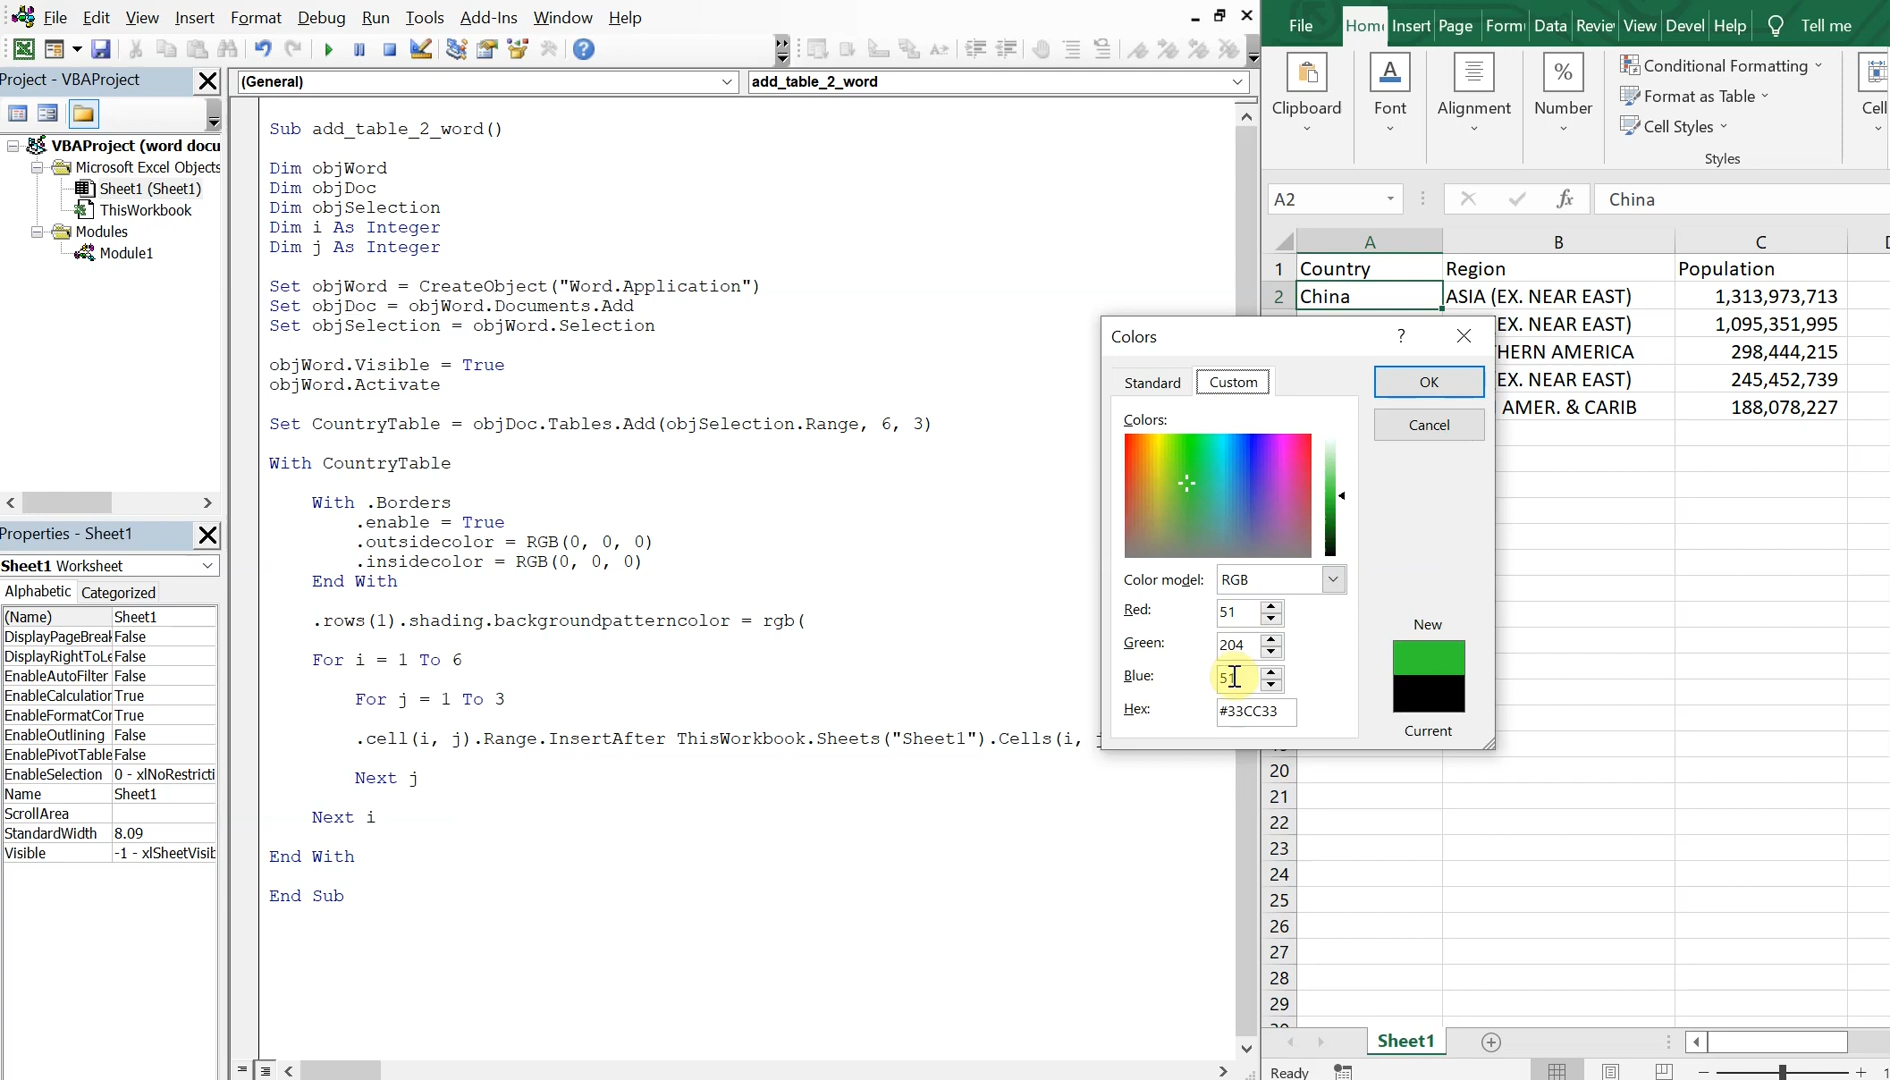 File Edit View Insert Format Debug Run Tools Add-Ins Window Help
Project - VBAProject
VBAProject (word docu
Microsoft Excel Objects
Sheet1 (Sheet1)
ThisWorkbook
Modules
Module1
Properties - Sheet1
Sheet1 Worksheet
Alphabetic Categorized
(Name) Sheet1
DisplayPageBreak False
DisplayRightToLe False
EnableAutoFilter False
EnableCalculation True
EnableFormatCon True
EnableOutlining False
EnablePivotTable False
EnableSelection 0 - xlNoRestricti
Name Sheet1
ScrollArea
StandardWidth 8.09
Visible -1 - xlSheetVisib
(General) add_table_2_word
Sub add_table_2_word()
Dim objWord
Dim objDoc
Dim objSelection
Dim i As Integer
Dim j As Integer
Set objWord = CreateObject("Word.Application")
Set objDoc = objWord.Documents.Add
Set objSelection = objWord.Selection
objWord.Visible = True
objWord.Activate
Set CountryTable = objDoc.Tables.Add(objSelection.Range, 6, 3)
With CountryTable
With .Borders
.enable = True
.outsidecolor = RGB(0, 0, 0)
.insidecolor = RGB(0, 0, 0)
End With
.rows(1).shading.backgroundpatterncolor = rgb(
For i = 1 To 6
For j = 1 To 3
.cell(i, j).Range.InsertAfter ThisWorkbook.Sheets("Sheet1").Cells(i, j
Next j
Next i
End With
End Sub
File Home Insert Page Form Data Revie View Devel Help Tell me
Clipboard Font Alignment % Number Cell
Conditional Formatting
Format as Table
Cell Styles
Styles
A2 fx China
A B C
1 Country Region Population
2 China ASIA (EX. NEAR EAST) 1,313,973,713
EX. NEAR EAST) 1,095,351,995
HERN AMERICA 298,444,215
EX. NEAR EAST) 245,452,739
AMER. & CARIB 188,078,227
20
21
22
23
24
25
26
27
28
29
Sheet1
Ready
Colors ?
Standard Custom
OK
Cancel
Colors:
Color model: RGB
Red: 51
Green: 204
Blue: 51
Hex: #33CC33
New
Current